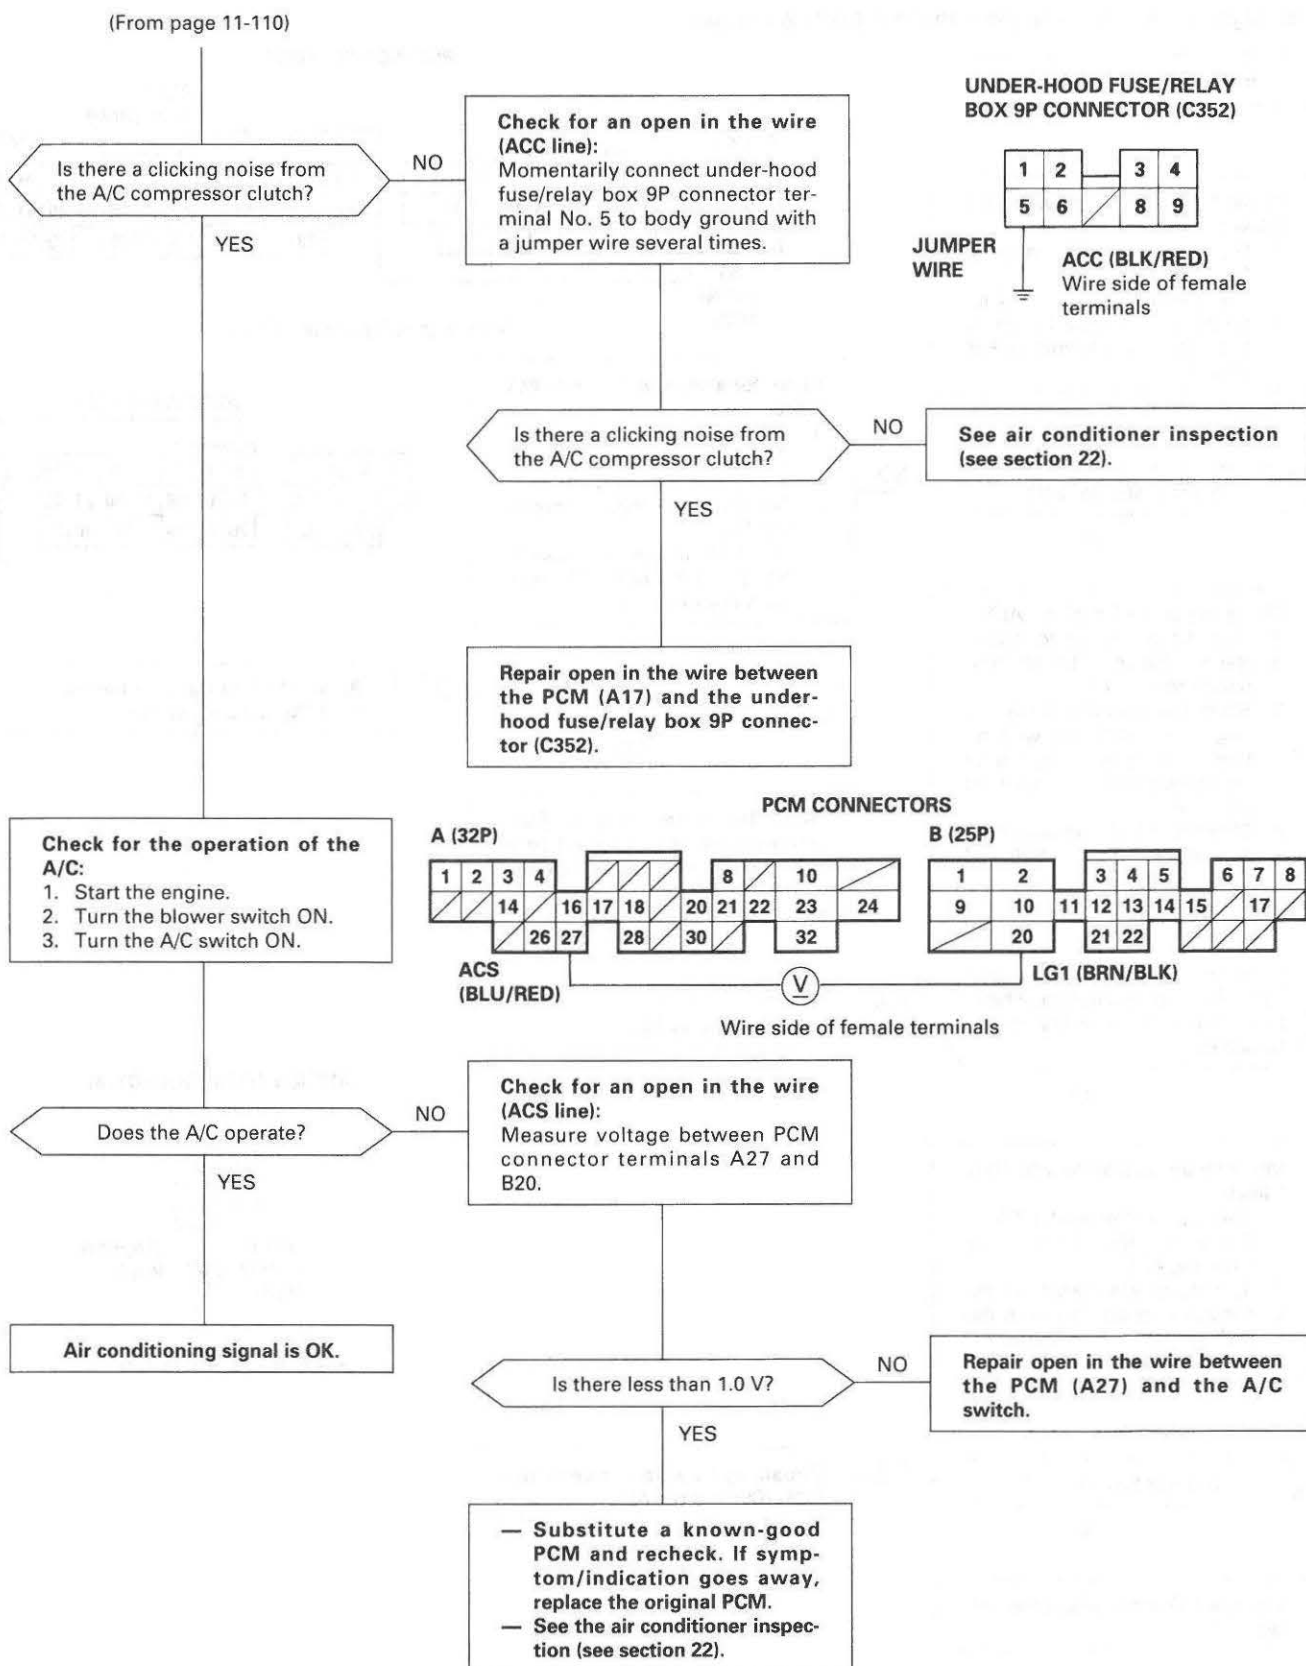 (From page 11-110)
Is there a clicking noise from
the A/C compressor clutch?
NO
YES
Check for an open in the wire
(ACC line):
Momentarily connect under-hood
fuse/relay box 9P connector ter-
minal No. 5 to body ground with
a jumper wire several times.
UNDER-HOOD FUSE/RELAY
BOX 9P CONNECTOR (C352)
1 2 3 4
5 6 8 9
JUMPER
WIRE
ACC (BLK/RED)
Wire side of female
terminals
Is there a clicking noise from
the A/C compressor clutch?
NO
YES
See air conditioner inspection
(see section 22).
Repair open in the wire between
the PCM (A17) and the under-
hood fuse/relay box 9P connec-
tor (C352).
Check for the operation of the
A/C:
1. Start the engine.
2. Turn the blower switch ON.
3. Turn the A/C switch ON.
PCM CONNECTORS
A (32P)
1 2 3 4 8 10
14 16 17 18 20 21 22 23 24
26 27 28 30 32
ACS
(BLU/RED)
B (25P)
1 2 3 4 5 6 7 8
9 10 11 12 13 14 15 17
20 21 22
LG1 (BRN/BLK)
V
Wire side of female terminals
Does the A/C operate?
NO
YES
Check for an open in the wire
(ACS line):
Measure voltage between PCM
connector terminals A27 and
B20.
Air conditioning signal is OK.
Is there less than 1.0 V?
NO
YES
Repair open in the wire between
the PCM (A27) and the A/C
switch.
— Substitute a known-good
PCM and recheck. If symp-
tom/indication goes away,
replace the original PCM.
— See the air conditioner inspec-
tion (see section 22).